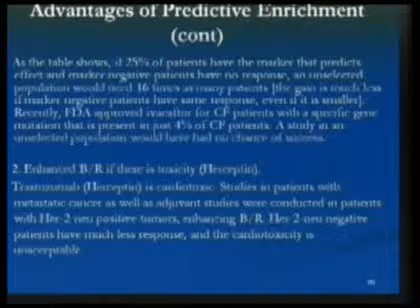 Advantages of Predictive Enrichment
(cont)
As the table shows, if 25% of patients have the marker that predicts
effect and marker negative patients have no response, an unselected
population would need 16 times as many patients [the gain is much less
if marker negative patients have some response, even if it is smaller].
Recently, FDA approved ivacaftor for CF patients with a specific gene
mutation that is present in just 4% of CF patients. A study in an
unselected population would have had no chance of success.
2. Enhanced B/R if there is toxicity (Herceptin).
Trastuzumab (Herceptin) is cardiotoxic. Studies in patients with
metastatic cancer as well as adjuvant studies were conducted in patients
with Her-2-neu positive tumors, enhancing B/R. Her-2-neu negative
patients have much less response, and the cardiotoxicity is
unacceptable